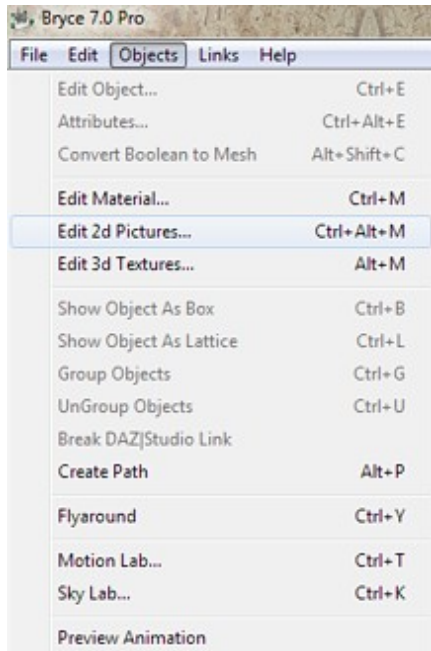 Bryce 7.0 Pro
File Edit Objects Links Help
Edit Object... Ctrl+E
Attributes... Ctrl+Alt+E
Convert Boolean to Mesh Alt+Shift+C
Edit Material... Ctrl+M
Edit 2d Pictures... Ctrl+Alt+M
Edit 3d Textures... Alt+M
Show Object As Box Ctrl+B
Show Object As Lattice Ctrl+L
Group Objects Ctrl+G
UnGroup Objects Ctrl+U
Break DAZ|Studio Link
Create Path Alt+P
Flyaround Ctrl+Y
Motion Lab... Ctrl+T
Sky Lab... Ctrl+K
Preview Animation